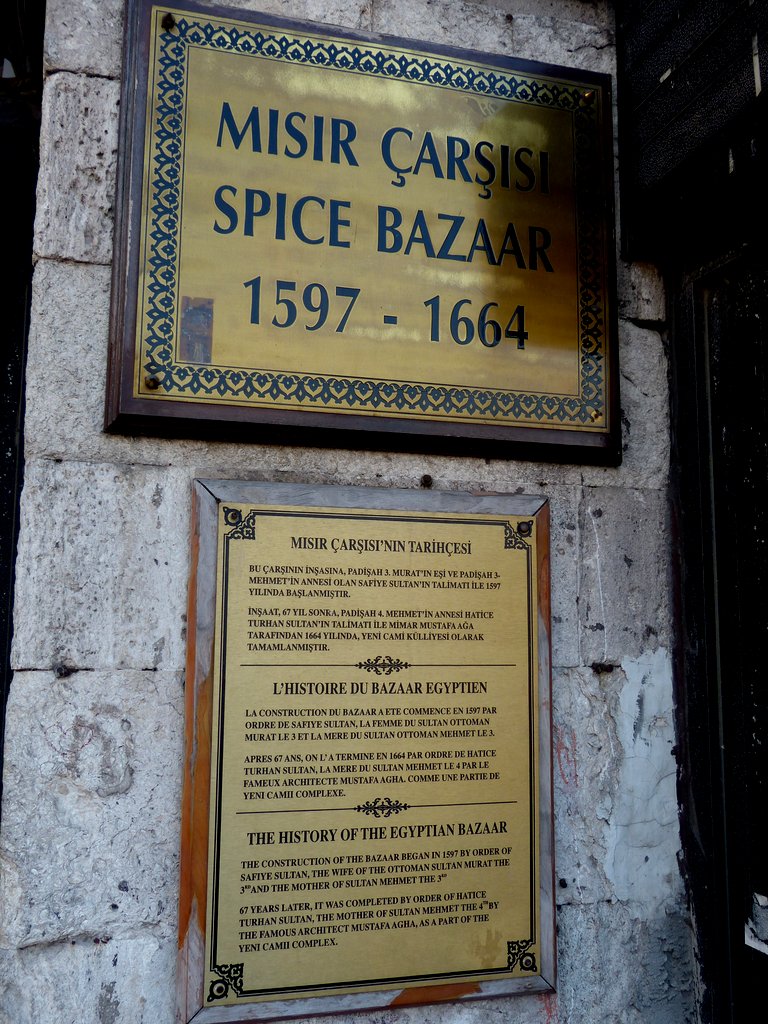 MISIR ÇARŞISI
SPICE BAZAAR
1597 - 1664
MISIR ÇARŞISI'NIN TARİHÇESİ
BU ÇARŞININ İNŞASINA, PADİŞAH 3. MURAT'IN EŞİ VE PADİŞAH 3-
MEHMET'İN ANNESİ OLAN SAFİYE SULTAN'IN TALİMATI İLE 1597
YILINDA BAŞLANMIŞTIR.
İNŞAAT, 67 YIL SONRA, PADİŞAH 4. MEHMET'İN ANNESİ HATİCE
TURHAN SULTAN'IN TALİMATI İLE MİMAR MUSTAFA AĞA
TARAFINDAN 1664 YILINDA, YENİ CAMİ KÜLLİYESİ OLARAK
TAMAMLANMIŞTIR.
L'HISTOIRE DU BAZAAR EGYPTIEN
LA CONSTRUCTION DU BAZAAR A ETE COMMENCE EN 1597 PAR
ORDRE DE SAFIYE SULTAN, LA FEMME DU SULTAN OTTOMAN
MURAT LE 3 ET LA MERE DU SULTAN OTTOMAN MEHMET LE 3.
APRES 67 ANS, ON L' A TERMINE EN 1664 PAR ORDRE DE HATICE
TURHAN SULTAN, LA MERE DU SULTAN MEHMET LE 4 PAR LE
FAMEUX ARCHITECTE MUSTAFA AGHA. COMME UNE PARTIE DE
YENI CAMII COMPLEXE.
THE HISTORY OF THE EGYPTIAN BAZAAR
THE CONSTRUCTION OF THE BAZAAR BEGAN IN 1597 BY ORDER OF
SAFIYE SULTAN, THE WIFE OF THE OTTOMAN SULTAN MURAT THE
3RD AND THE MOTHER OF SULTAN MEHMET THE 3RD
67 YEARS LATER, IT WAS COMPLETED BY ORDER OF HATICE
TURHAN SULTAN, THE MOTHER OF SULTAN MEHMET THE 4TH BY
THE FAMOUS ARCHITECT MUSTAFA AGHA, AS A PART OF THE
YENI CAMII COMPLEX.